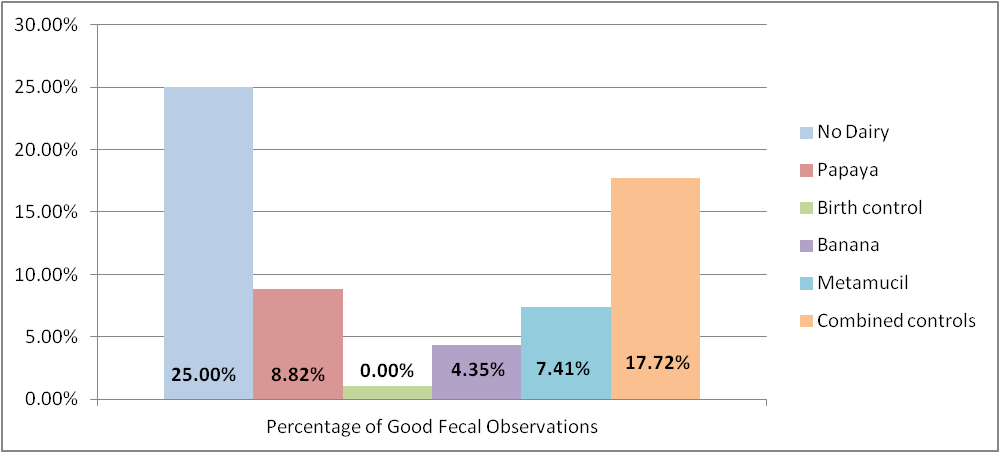 30.00%
25.00%
20.00%
15.00%
10.00%
5.00%
0.00%
25.00%
8.82%
0.00%
4.35%
7.41%
17.72%
Percentage of Good Fecal Observations
No Dairy
Papaya
Birth control
Banana
Metamucil
Combined controls